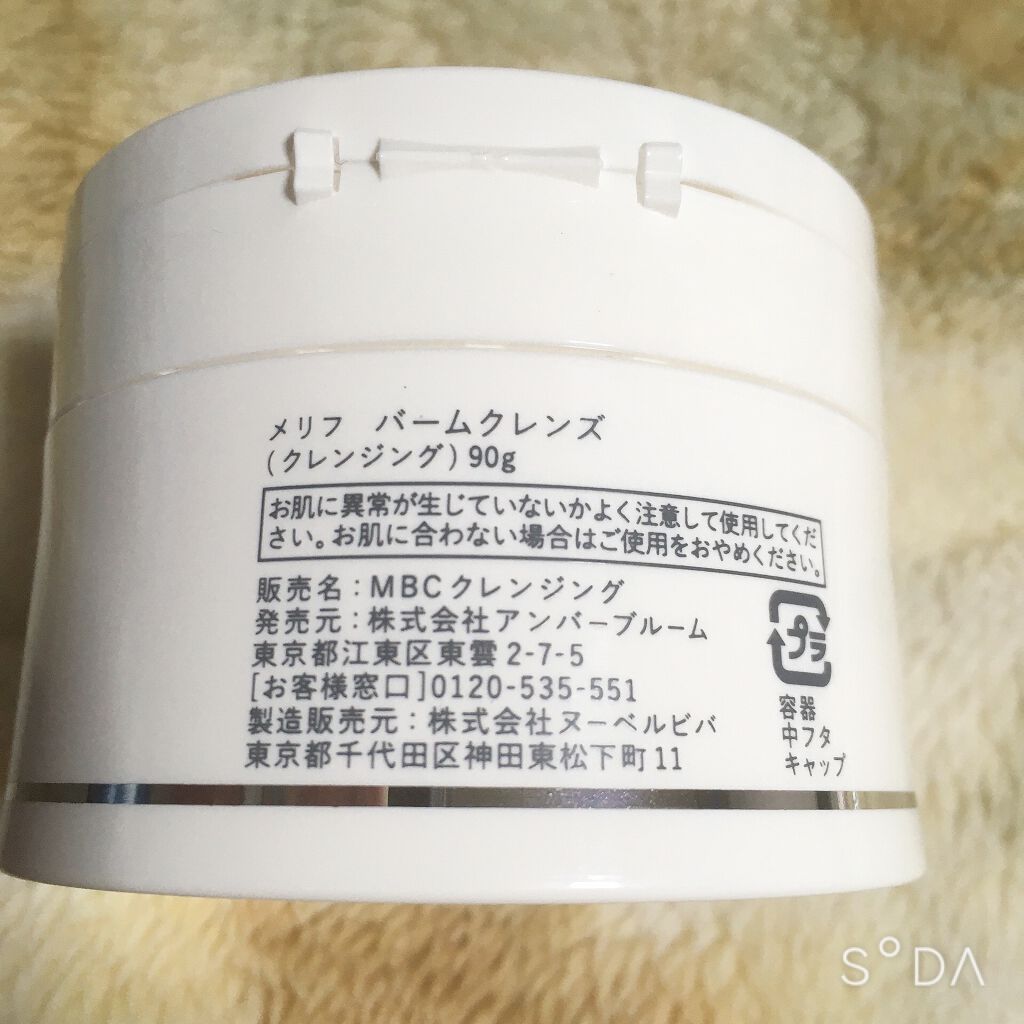 メリフ　バームクレンズ
(クレンジング) 90g
お肌に異常が生じていないかよく注意して使用してくだ
さい。お肌に合わない場合はご使用をおやめください。
販売名：MBCクレンジング
発売元：株式会社アンバーブルーム
東京都江東区東雲2-7-5
[お客様窓口]0120-535-551
製造販売元：株式会社ヌーベルビバ
東京都千代田区神田東松下町11
プラ
容器
中フタ
キャップ
SODA